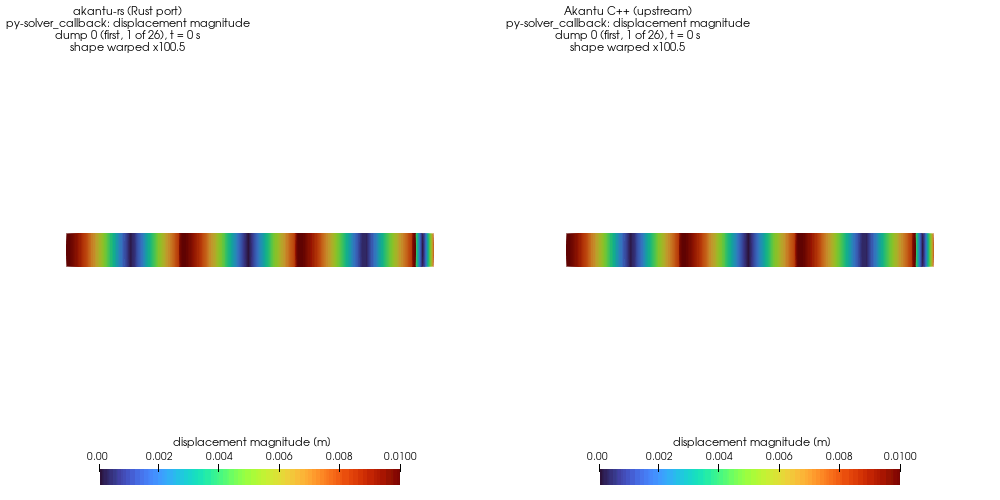 akantu-rs (Rust port)
py-solver_callback: displacement magnitude
dump 0 (first, 1 of 26), t = 0 s
shape warped x100.5
Akantu C++ (upstream)
py-solver_callback: displacement magnitude
dump 0 (first, 1 of 26), t = 0 s
shape warped x100.5
displacement magnitude (m)
0.00 0.002 0.004 0.006 0.008 0.0100
displacement magnitude (m)
0.00 0.002 0.004 0.006 0.008 0.0100